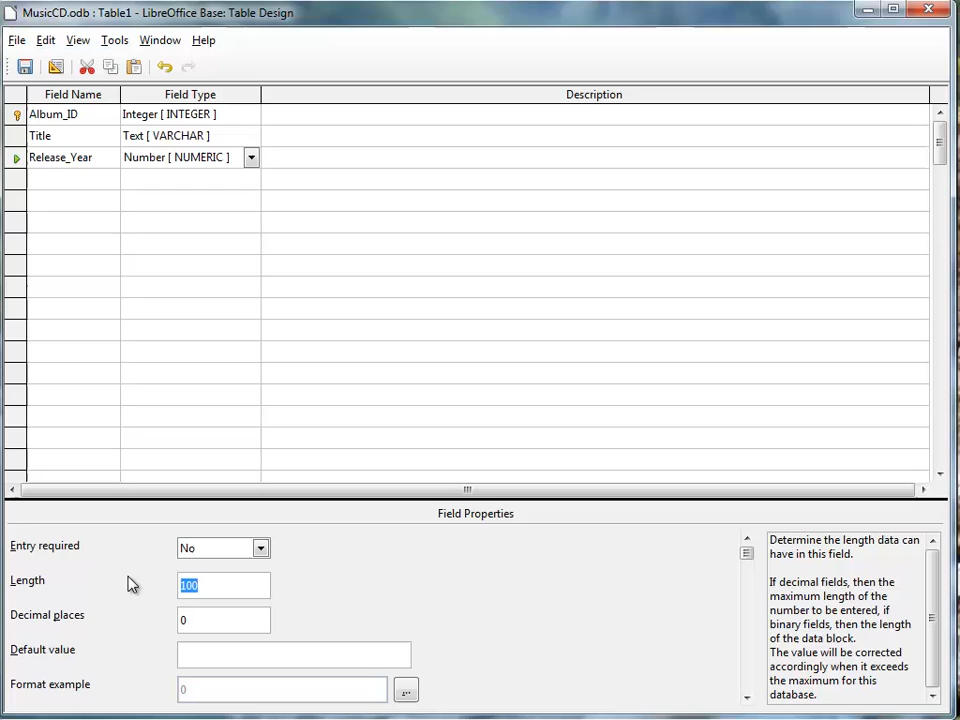 MusicCD.odb : Table1 - LibreOffice Base: Table Design
File Edit View Tools Window Help
Field Name Field Type Description
Album_ID Integer [ INTEGER ]
Title Text [ VARCHAR ]
Release_Year Number [ NUMERIC ]
Field Properties
Entry required No
Length 100
Decimal places 0
Default value
Format example 0 ...
Determine the length data can
have in this field.
If decimal fields, then the
maximum length of the
number to be entered, if
binary fields, then the length
of the data block.
The value will be corrected
accordingly when it exceeds
the maximum for this
database.